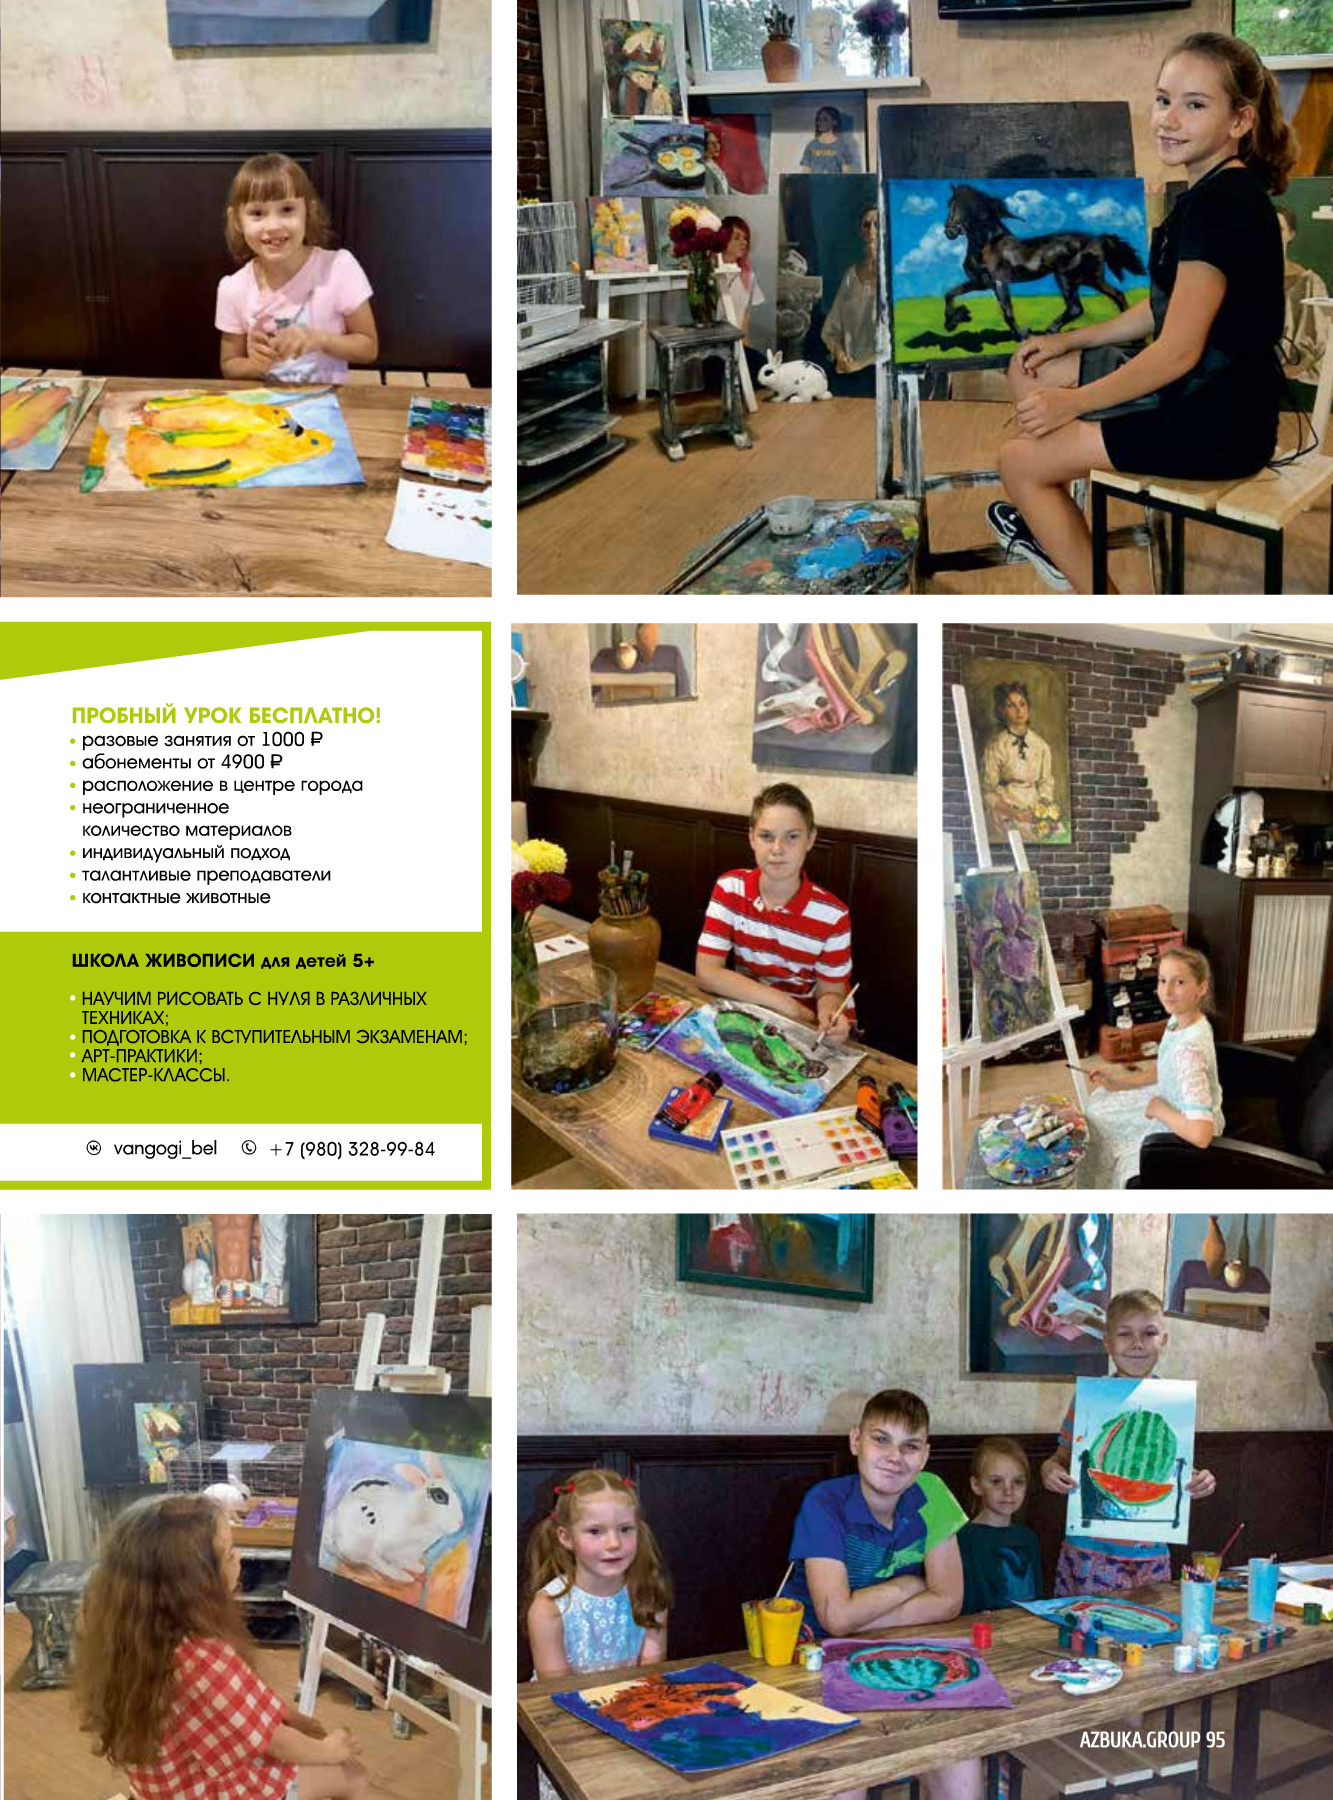 ПРОБНЫЙ УРОК БЕСПЛАТНО!
• разовые занятия от 1000 ₽
• абонементы от 4900 ₽
• расположение в центре города
• неограниченное
количество материалов
• индивидуальный подход
• талантливые преподаватели
• контактные животные
ШКОЛА ЖИВОПИСИ для детей 5+
• НАУЧИМ РИСОВАТЬ С НУЛЯ В РАЗЛИЧНЫХ
ТЕХНИКАХ;
• ПОДГОТОВКА К ВСТУПИТЕЛЬНЫМ ЭКЗАМЕНАМ;
• АРТ-ПРАКТИКИ;
• МАСТЕР-КЛАССЫ.
vangogi_bel +7 (980) 328-99-84
AZBUKA.GROUP 95